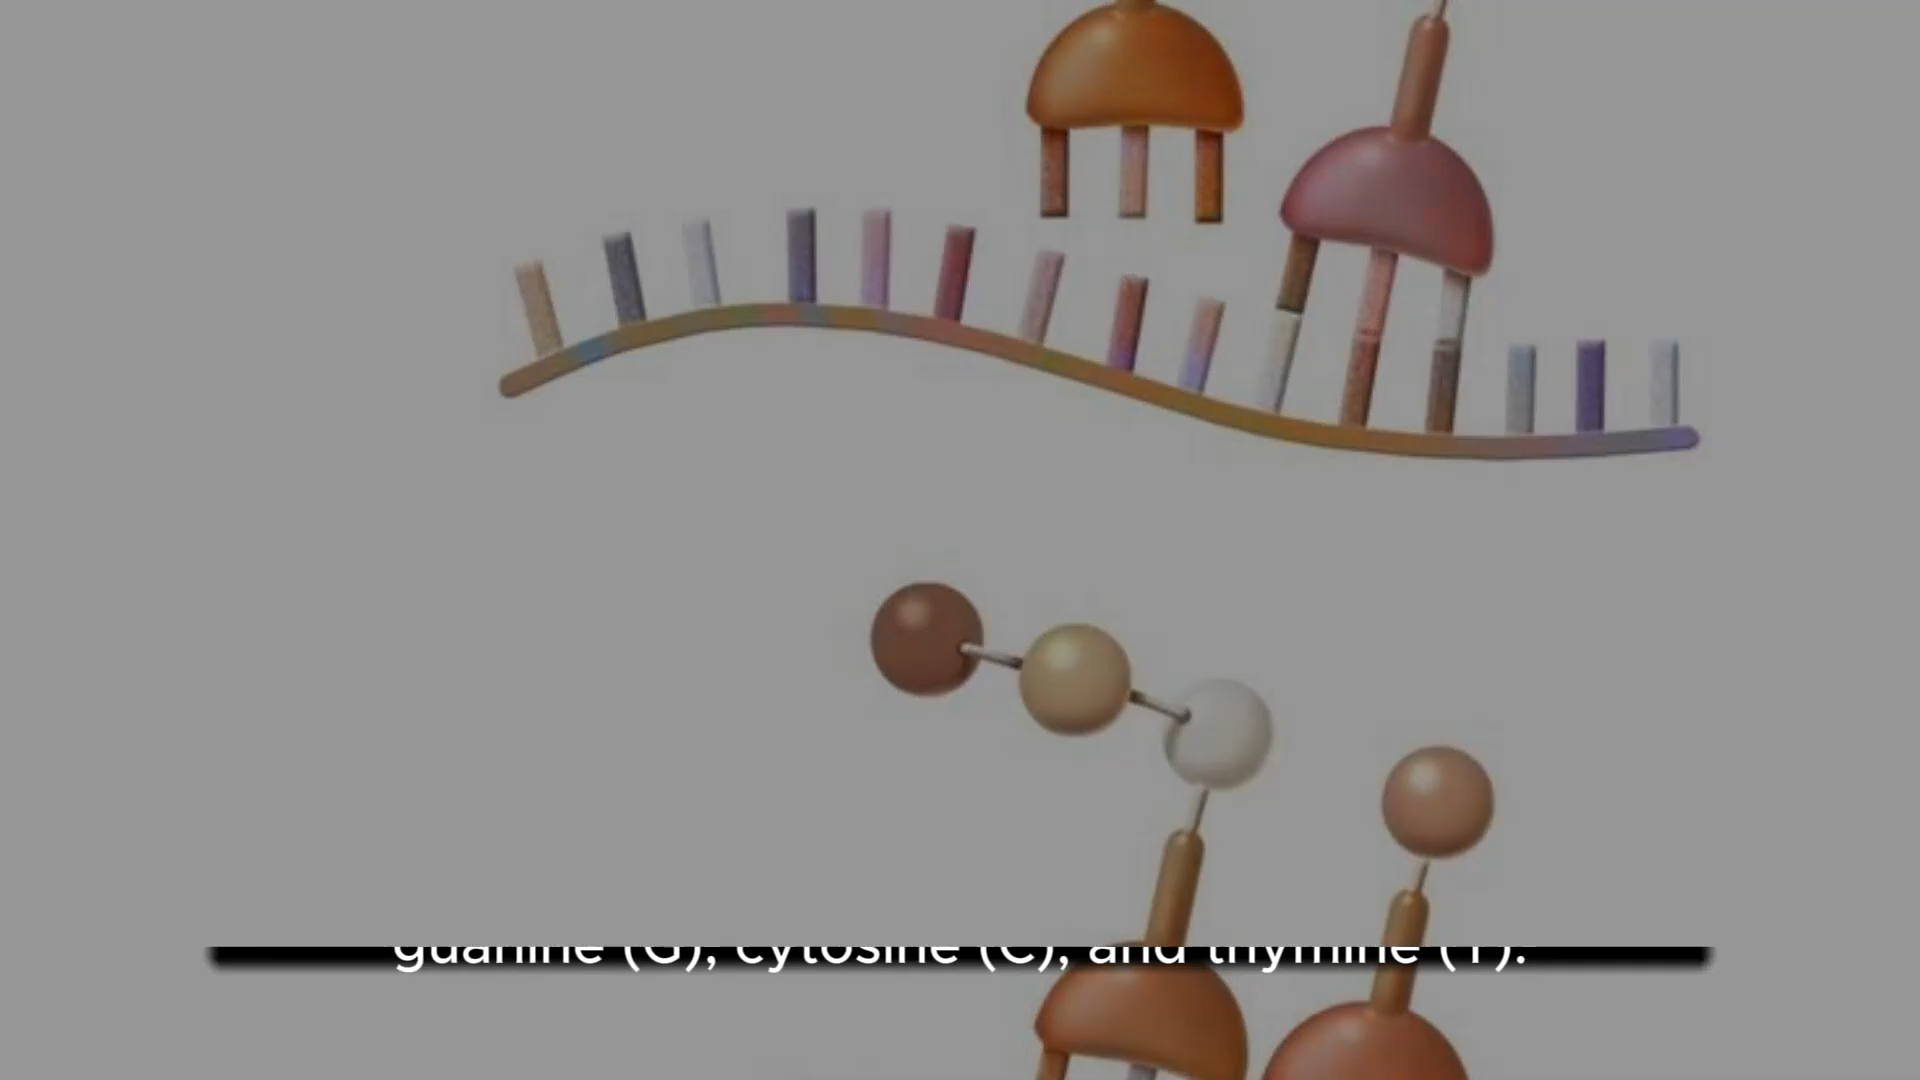 guanine (G), cytosine (C), and thymine (T).